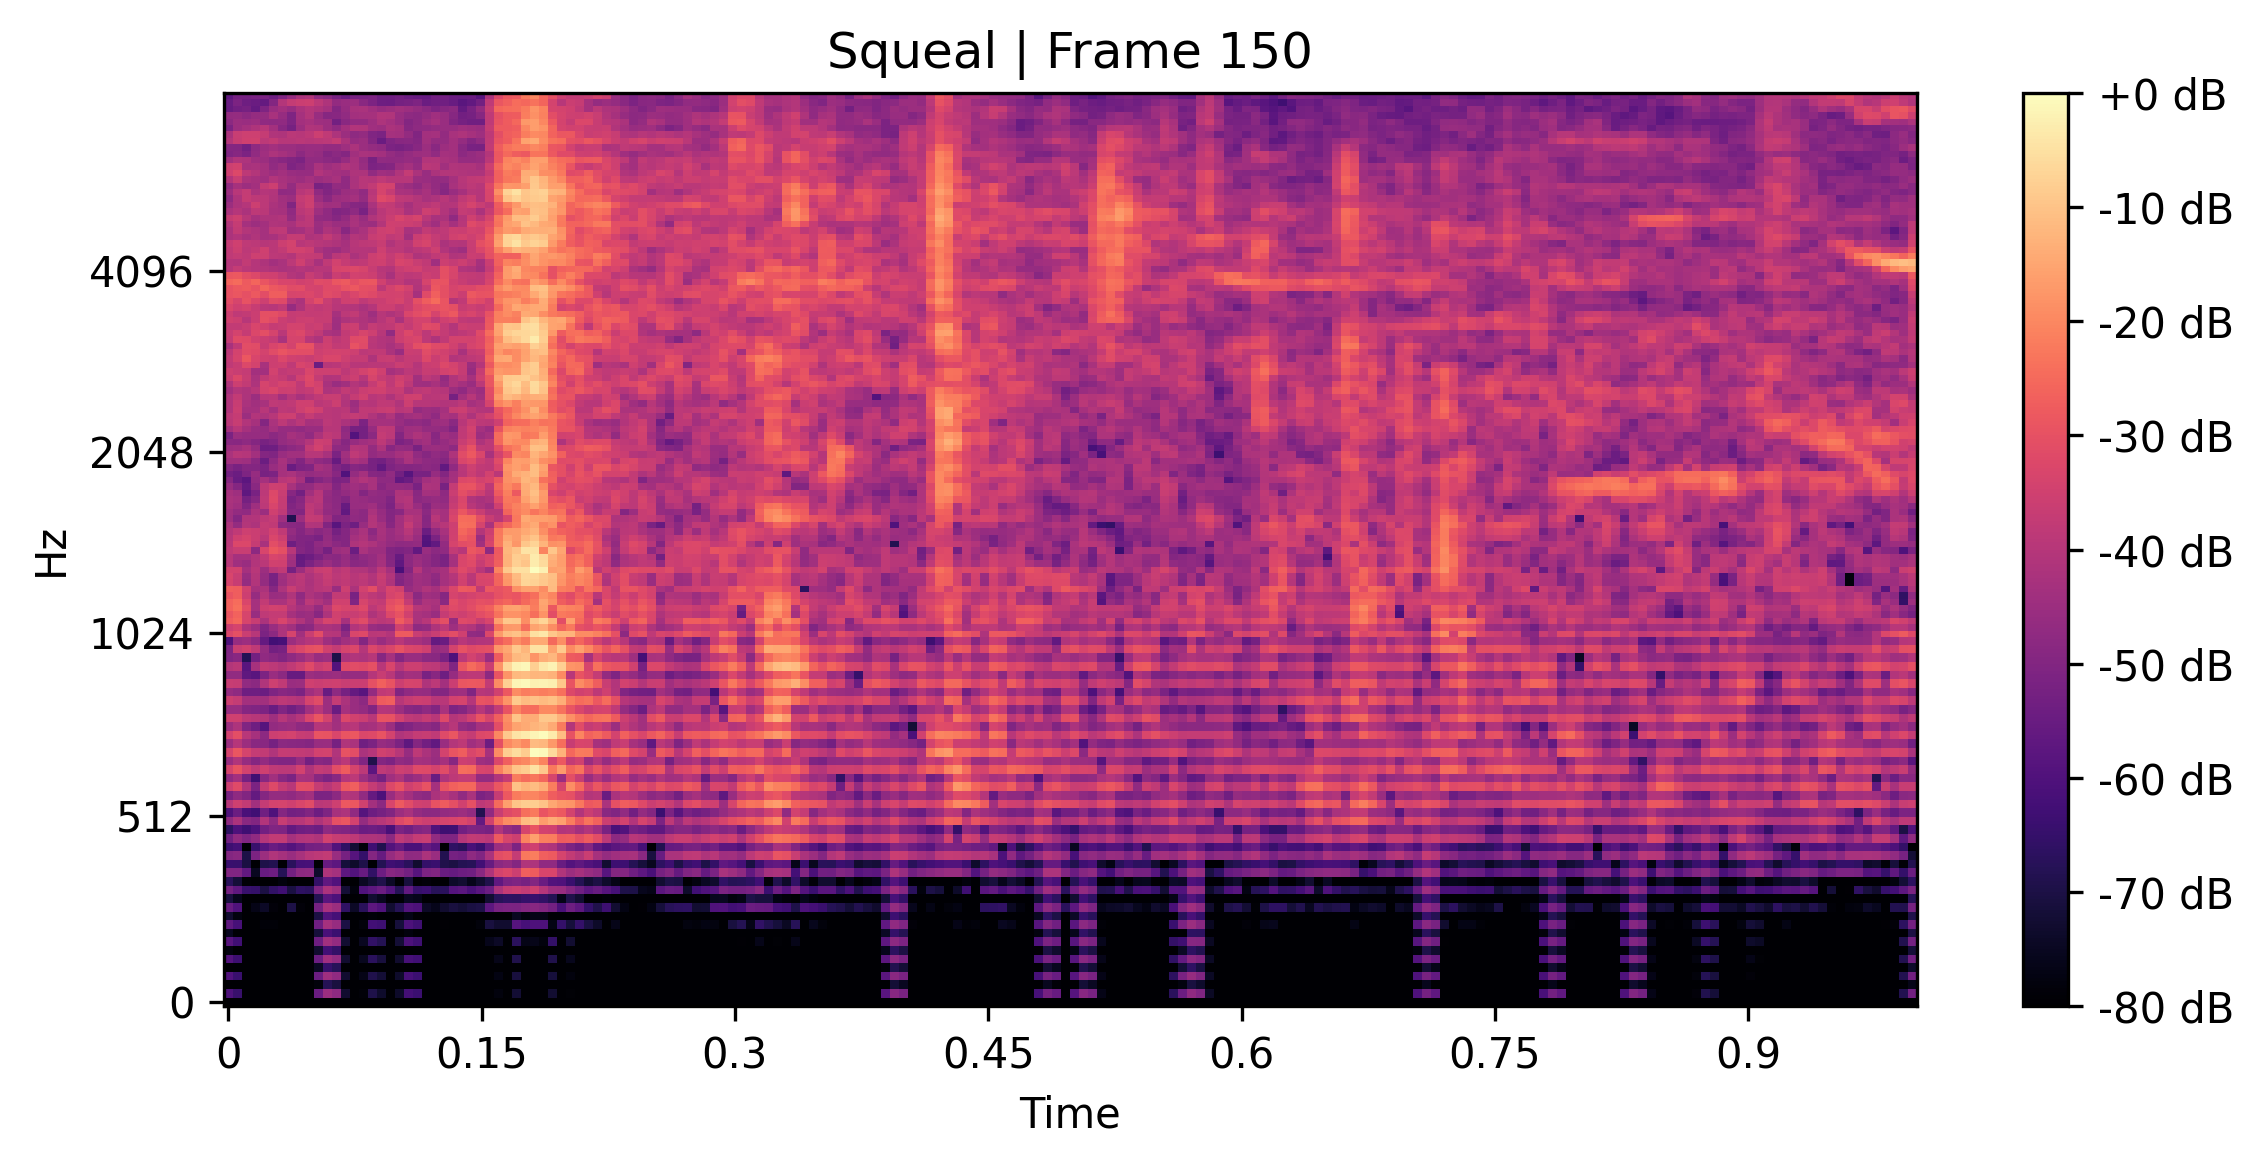 Squeal | Frame 150
Hz
4096
2048
1024
512
0
0 0.15 0.3 0.45 0.6 0.75 0.9
Time
+0 dB
-10 dB
-20 dB
-30 dB
-40 dB
-50 dB
-60 dB
-70 dB
-80 dB